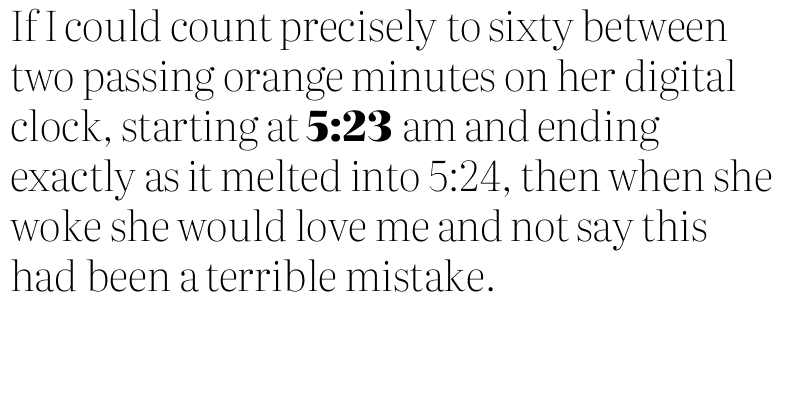 If I could count precisely to sixty between
two passing orange minutes on her digital
clock, starting at 5:23 am and ending
exactly as it melted into 5:24, then when she
woke she would love me and not say this
had been a terrible mistake.